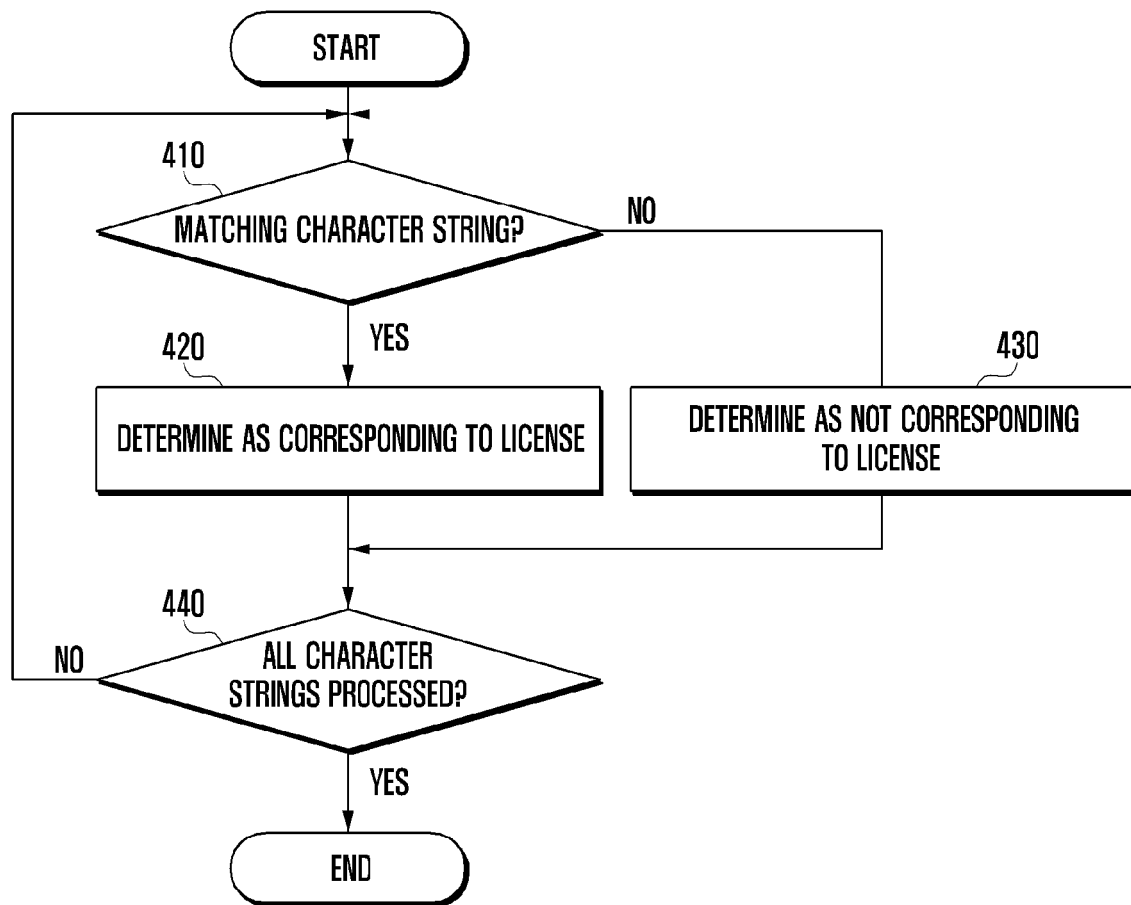 START
410
MATCHING CHARACTER STRING?
NO
YES
420
DETERMINE AS CORRESPONDING TO LICENSE
430
DETERMINE AS NOT CORRESPONDING
TO LICENSE
440
ALL CHARACTER
STRINGS PROCESSED?
NO
YES
END